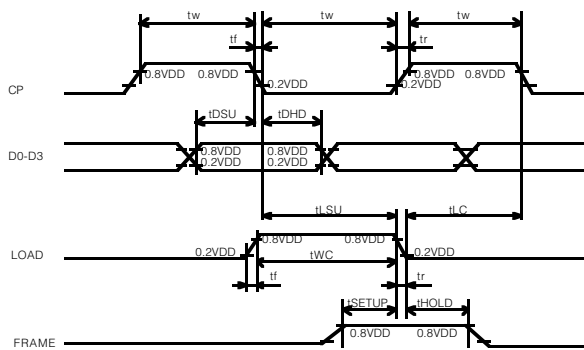 tw tw tw
tf tr
0.8VDD 0.8VDD 0.8VDD 0.8VDD
CP 0.2VDD 0.2VDD
tDSU tDHD
D0-D3 0.8VDD 0.8VDD
0.2VDD 0.2VDD
tLSU tLC
0.8VDD 0.8VDD
LOAD 0.2VDD tWC 0.2VDD
tf tr
tSETUP tHOLD
0.8VDD 0.8VDD
FRAME